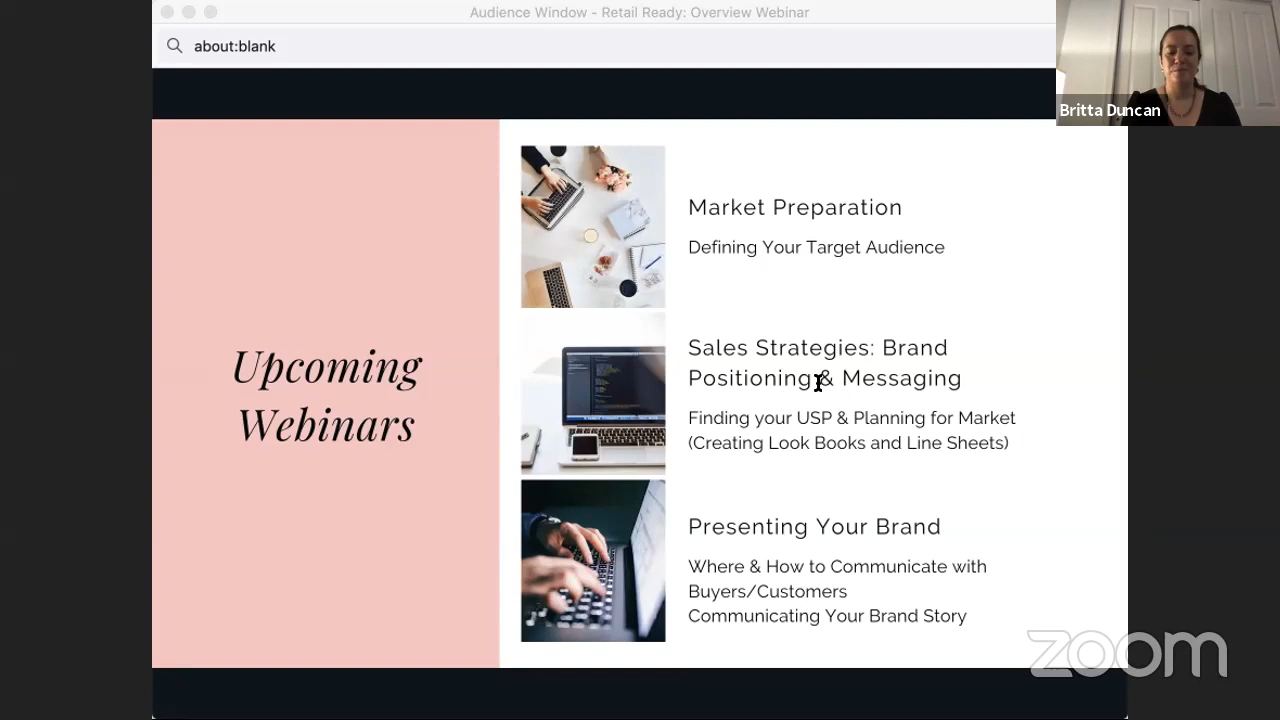 Audience Window - Retail Ready: Overview Webinar
about:blank
Britta Duncan
Upcoming
Webinars
Market Preparation
Defining Your Target Audience
Sales Strategies: Brand
Positioning & Messaging
Finding your USP & Planning for Market
(Creating Look Books and Line Sheets)
Presenting Your Brand
Where & How to Communicate with
Buyers/Customers
Communicating Your Brand Story
zoom